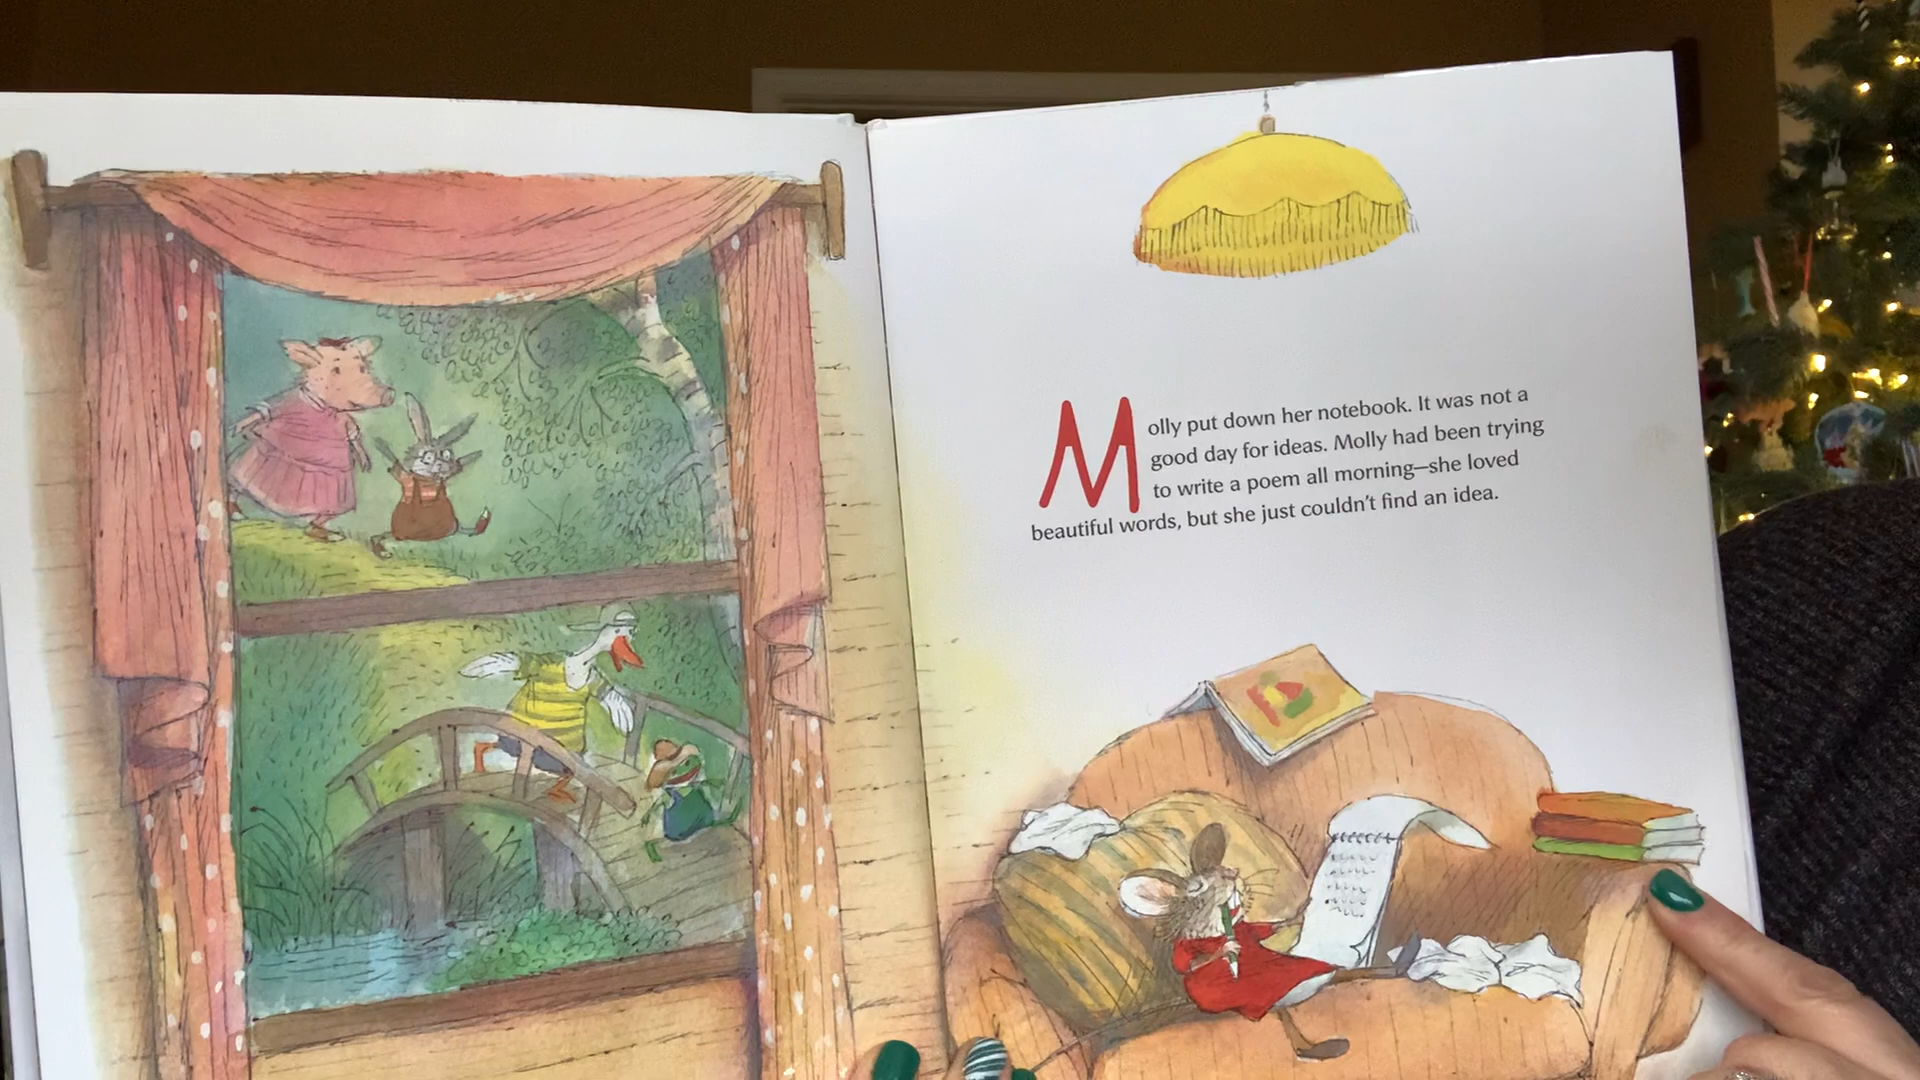 Molly put down her notebook. It was not a
good day for ideas. Molly had been trying
to write a poem all morning—she loved
beautiful words, but she just couldn't find an idea.